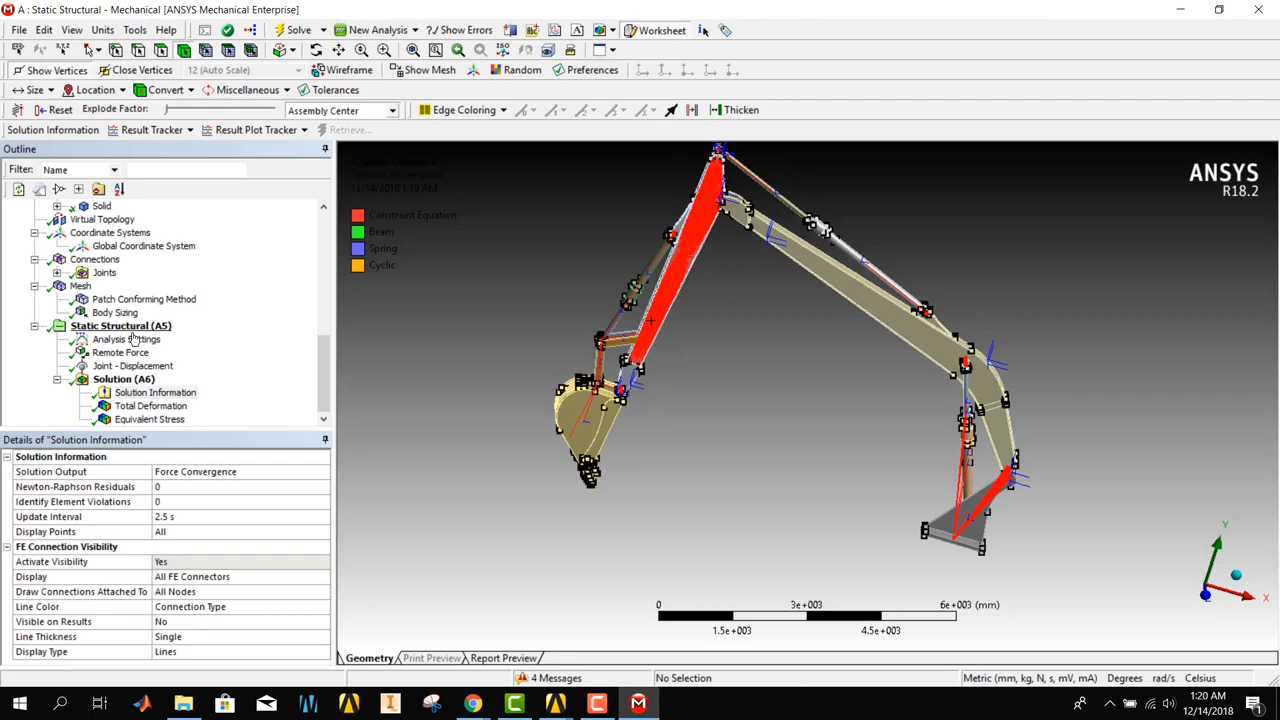 A : Static Structural - Mechanical [ANSYS Mechanical Enterprise]
File Edit View Units Tools Help Solve New Analysis Show Errors Worksheet
Show Vertices Close Vertices 12 (Auto Scale) Wireframe Show Mesh Random Preferences
Size Location Convert Miscellaneous Tolerances
Reset Explode Factor: Assembly Center Edge Coloring Thicken
Solution Information Result Tracker Result Plot Tracker Retrieve...
Outline
Filter: Name
Solid
Virtual Topology
Coordinate Systems
Global Coordinate System
Connections
Joints
Mesh
Patch Conforming Method
Body Sizing
Static Structural (A5)
Analysis Settings
Remote Force
Joint - Displacement
Solution (A6)
Solution Information
Total Deformation
Equivalent Stress
Details of "Solution Information"
Solution Information
Solution Output Force Convergence
Newton-Raphson Residuals 0
Identify Element Violations 0
Update Interval 2.5 s
Display Points All
FE Connection Visibility
Activate Visibility Yes
Display All FE Connectors
Draw Connections Attached To All Nodes
Line Color Connection Type
Visible on Results No
Line Thickness Single
Display Type Lines
Solution Information
12/14/2018 1:19 AM
Constraint Equation
Beam
Spring
Cyclic
ANSYS
R18.2
Y
X
0 3e+003 6e+003 (mm)
1.5e+003 4.5e+003
Geometry Print Preview Report Preview
4 Messages No Selection Metric (mm, kg, N, s, mV, mA) Degrees rad/s Celsius
1:20 AM
12/14/2018